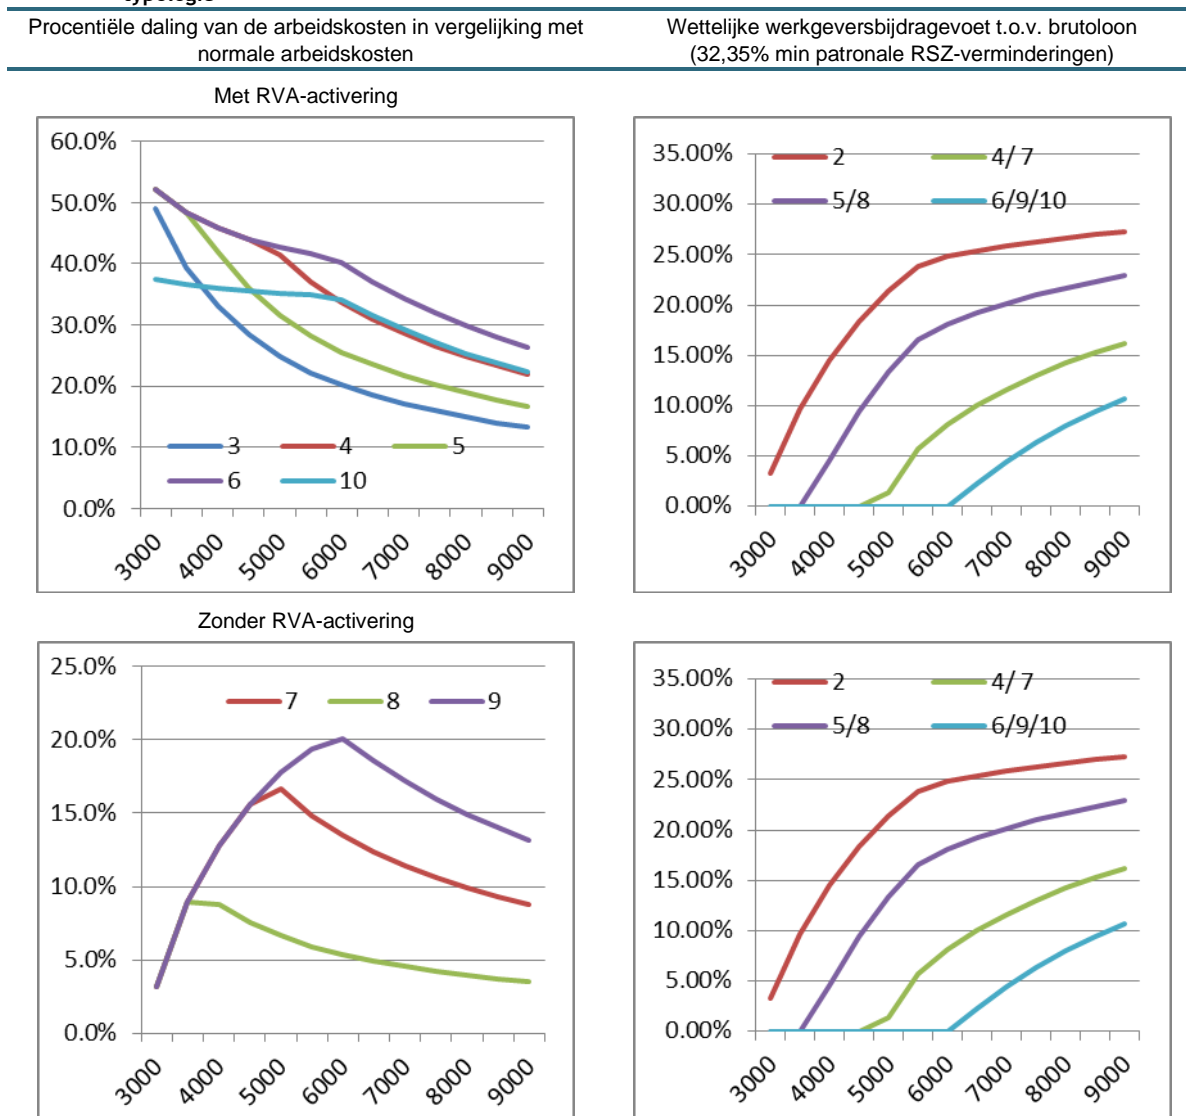 typologie
Procentiële daling van de arbeidskosten in vergelijking met
normale arbeidskosten
Wettelijke werkgeversbijdragevoet t.o.v. brutoloon
(32,35% min patronale RSZ-verminderingen)
Met RVA-activering
60.0%
50.0%
40.0%
30.0%
20.0%
10.0%
0.0%
3 4 5
6 10
3000 4000 5000 6000 7000 8000 9000
35.00%
30.00%
25.00%
20.00%
15.00%
10.00%
5.00%
0.00%
2 4/ 7
5/8 6/9/10
3000 4000 5000 6000 7000 8000 9000
Zonder RVA-activering
25.0%
20.0%
15.0%
10.0%
5.0%
0.0%
7 8 9
3000 4000 5000 6000 7000 8000 9000
35.00%
30.00%
25.00%
20.00%
15.00%
10.00%
5.00%
0.00%
2 4/ 7
5/8 6/9/10
3000 4000 5000 6000 7000 8000 9000